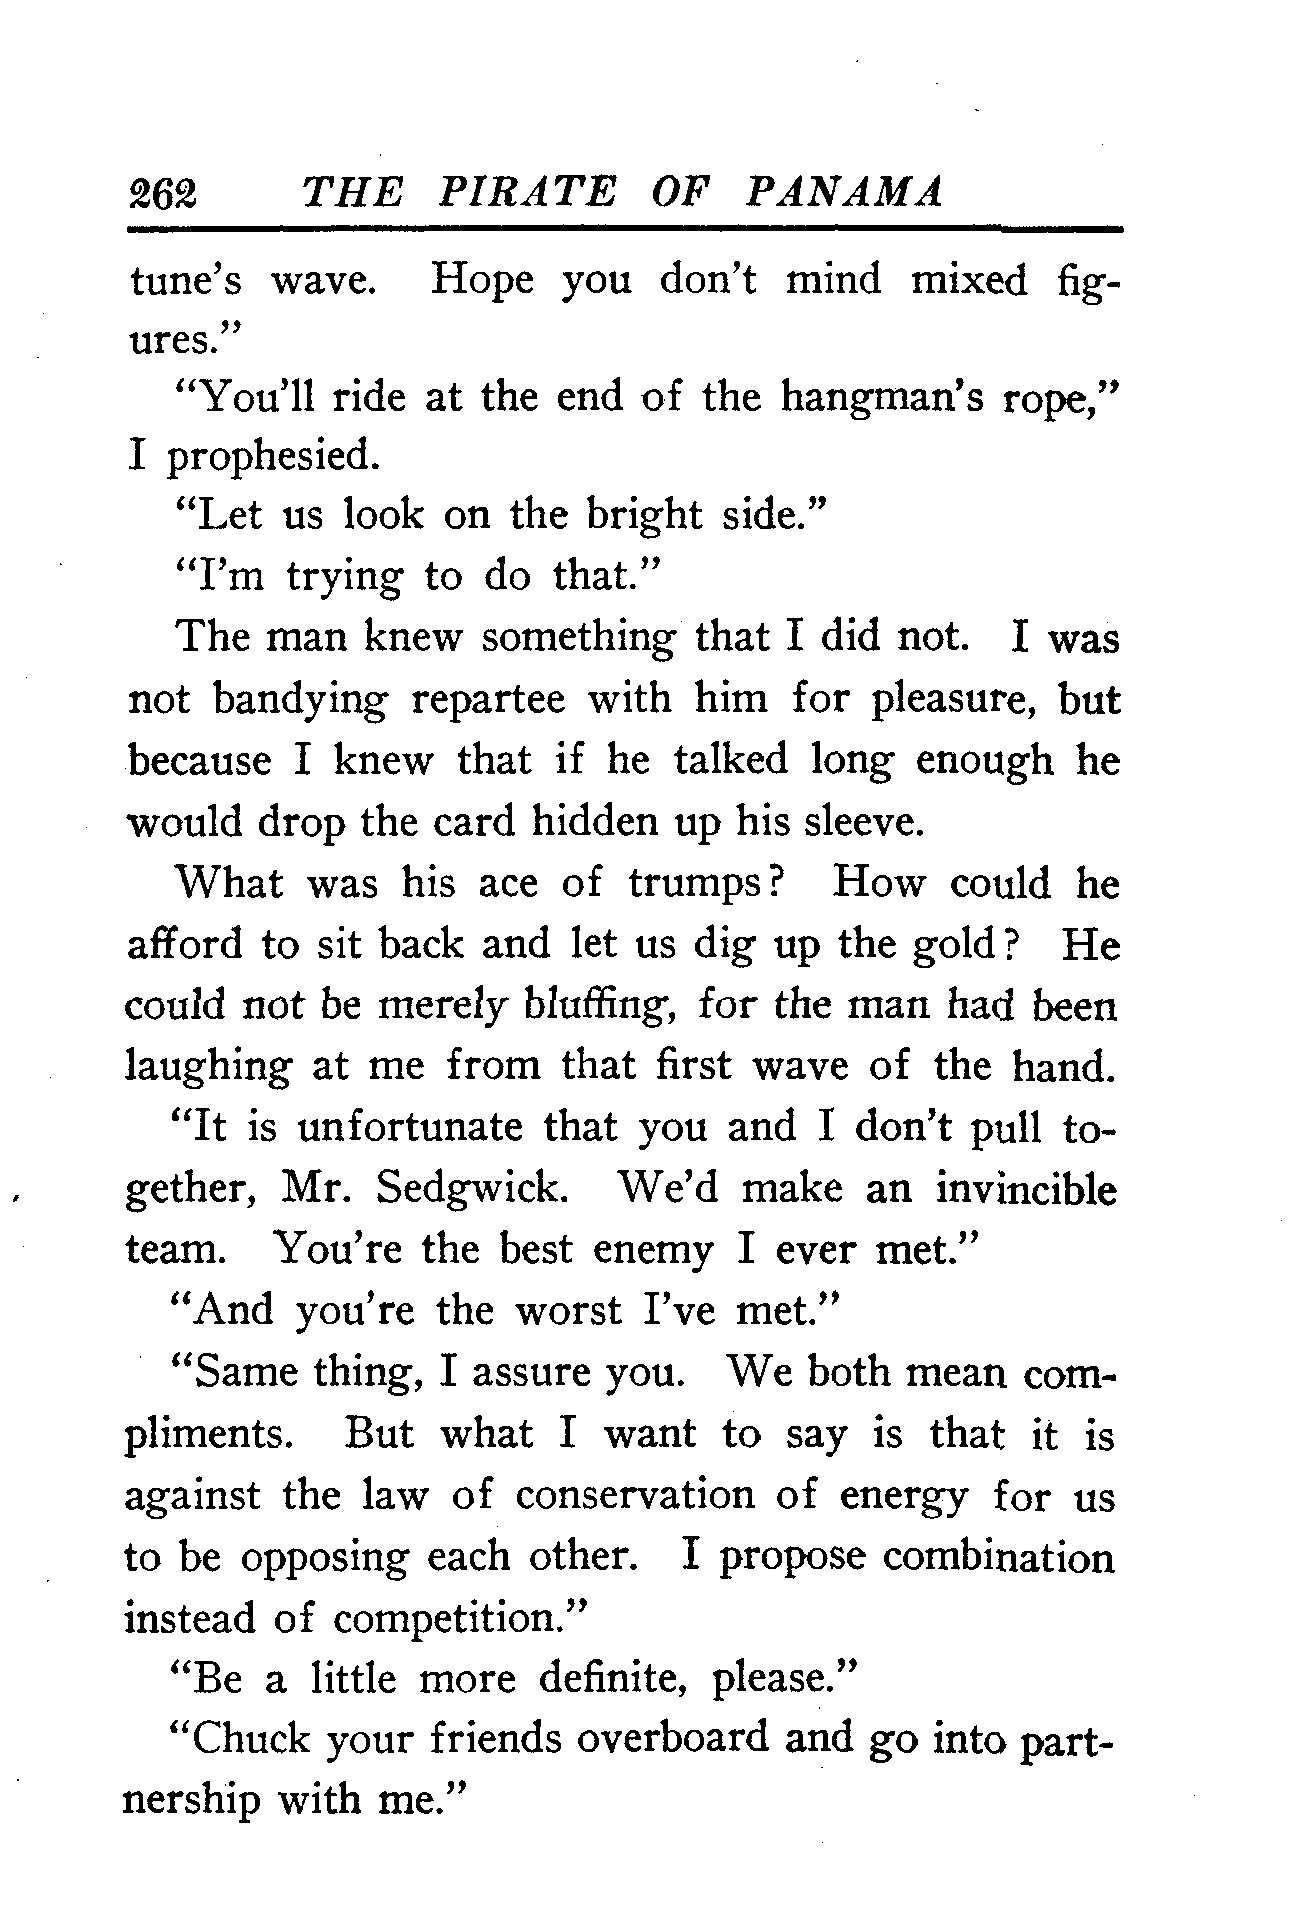 262 THE PIRATE OF PANAMA
tune's wave. Hope you don't mind mixed fig-
ures."
"You'll ride at the end of the hangman's rope,"
I prophesied.
"Let us look on the bright side."
"I'm trying to do that."
The man knew something that I did not. I was
not bandying repartee with him for pleasure, but
because I knew that if he talked long enough he
would drop the card hidden up his sleeve.
What was his ace of trumps? How could he
afford to sit back and let us dig up the gold? He
could not be merely bluffing, for the man had been
laughing at me from that first wave of the hand.
"It is unfortunate that you and I don't pull to-
gether, Mr. Sedgwick. We'd make an invincible
team. You're the best enemy I ever met."
"And you're the worst I've met."
"Same thing, I assure you. We both mean com-
pliments. But what I want to say is that it is
against the law of conservation of energy for us
to be opposing each other. I propose combination
instead of competition."
"Be a little more definite, please."
"Chuck your friends overboard and go into part-
nership with me."